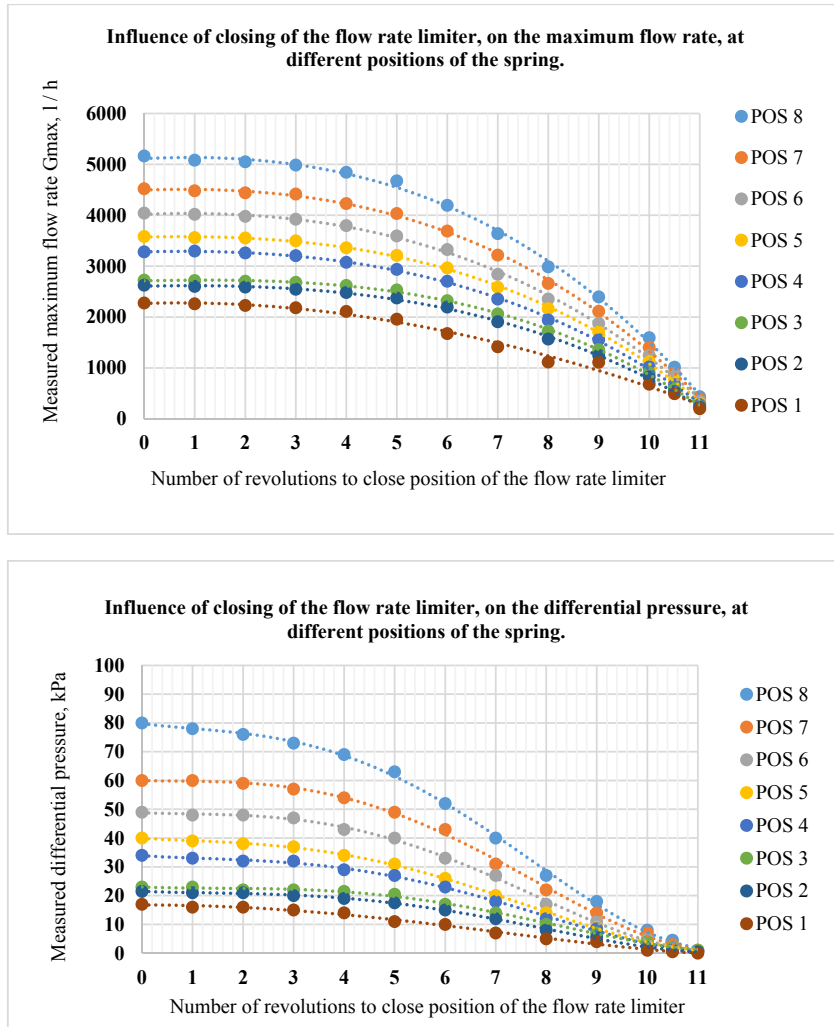 Influence of closing of the flow rate limiter, on the maximum flow rate, at
different positions of the spring.
Measured maximum flow rate Gmax, l / h
6000
5000
4000
3000
2000
1000
0
0 1 2 3 4 5 6 7 8 9 10 11
Number of revolutions to close position of the flow rate limiter
POS 8
POS 7
POS 6
POS 5
POS 4
POS 3
POS 2
POS 1
Influence of closing of the flow rate limiter, on the differential pressure, at
different positions of the spring.
Measured differential pressure, kPa
100
90
80
70
60
50
40
30
20
10
0
0 1 2 3 4 5 6 7 8 9 10 11
Number of revolutions to close position of the flow rate limiter
POS 8
POS 7
POS 6
POS 5
POS 4
POS 3
POS 2
POS 1